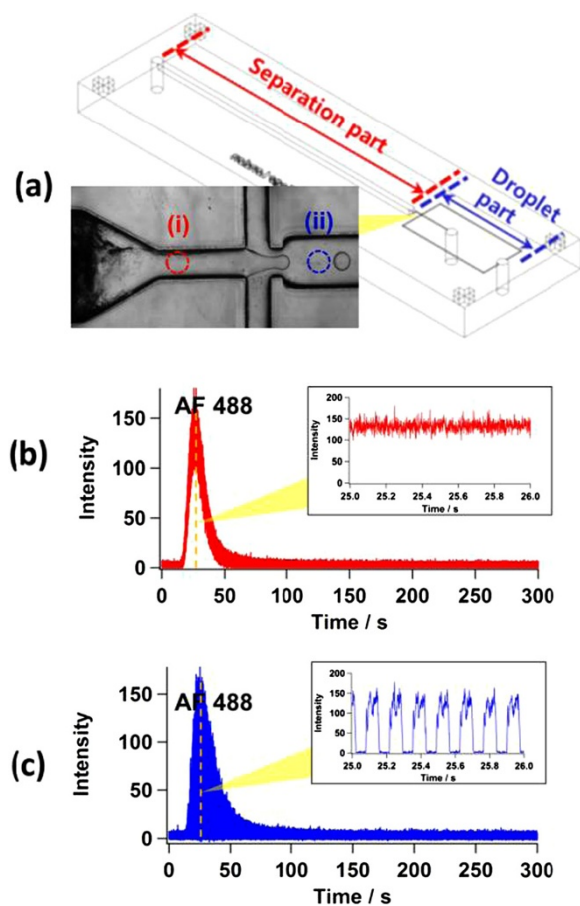 Separation part
Droplet
part
(a)
(i)
(ii)
(b)
AF 488
Intensity
150
100
50
0
0 50 100 150 200 250 300
Time / s
Intensity
200
150
100
50
0
25.0 25.2 25.4 25.6 25.8 26.0
Time / s
(c)
AF 488
Intensity
150
100
50
0
0 50 100 150 200 250 300
Time / s
Intensity
200
150
100
50
0
25.0 25.2 25.4 25.6 25.8 26.0
Time / s